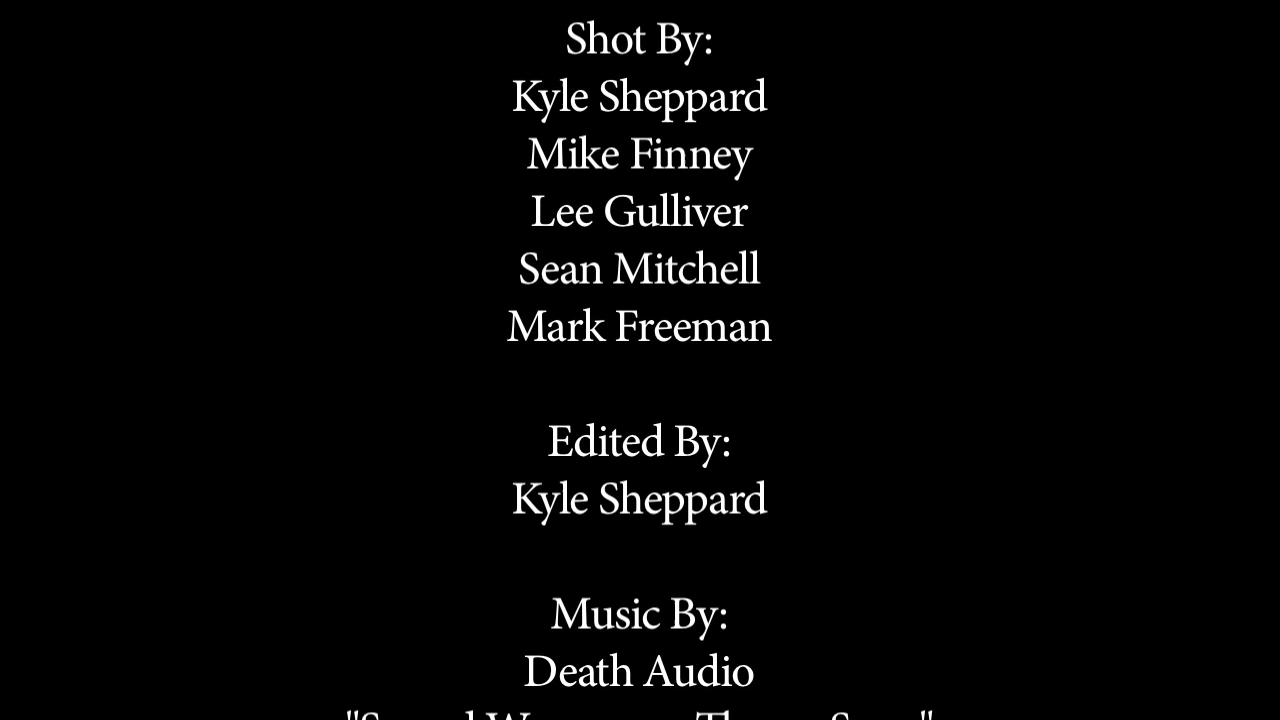 Shot By:
Kyle Sheppard
Mike Finney
Lee Gulliver
Sean Mitchell
Mark Freeman
Edited By:
Kyle Sheppard
Music By:
Death Audio